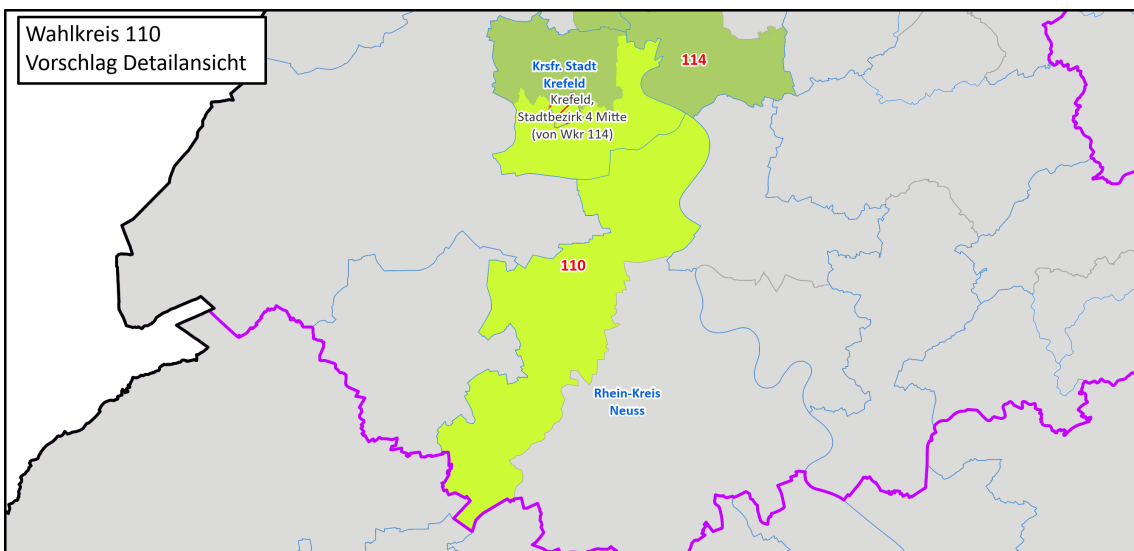 Wahlkreis 110
Vorschlag Detailansicht
Krsfr. Stadt
Krefeld
114
Krefeld,
Stadtbezirk 4 Mitte
(von Wkr 114)
110
Rhein-Kreis
Neuss